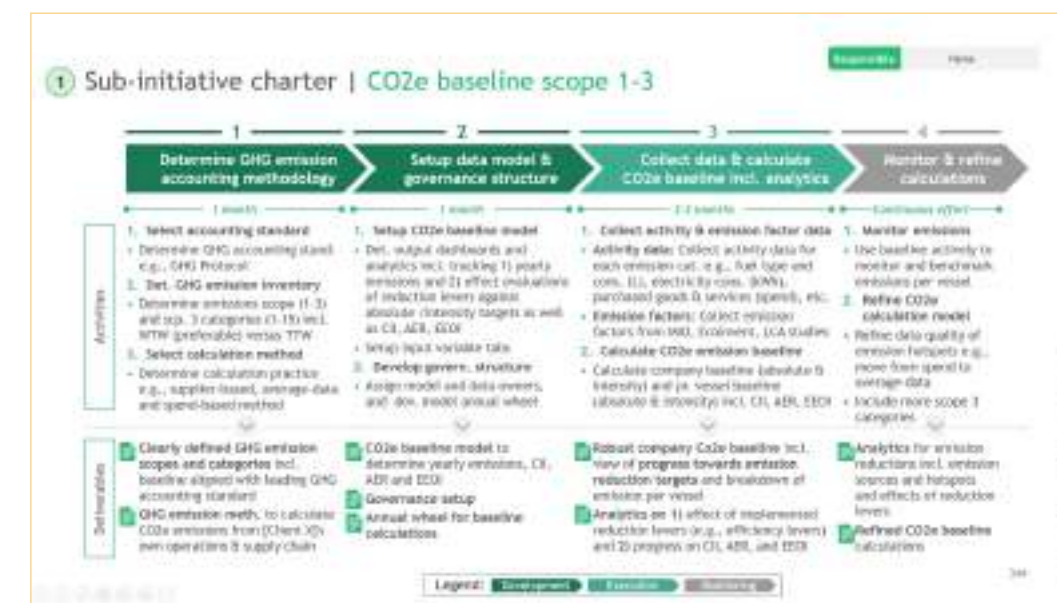 Responsible
Home
1 Sub-initiative charter | CO2e baseline scope 1-3
1
2
3
4
Determine GHG emission
accounting methodology
Setup data model &
governance structure
Collect data & calculate
CO2e baseline incl. analytics
Monitor & refine
calculations
1 month
1 month
2-3 months
Continuous effort
Activities
1. Select accounting standard
• Determine GHG accounting stand.
e.g., GHG Protocol
2. Det. GHG emission inventory
• Determine emissions scope (1-3)
and scp. 3 categories (1-15) incl.
WTW (preferable) versus TTW
3. Select calculation method
• Determine calculation practice
e.g., supplier-based, average-data
and spend-based method
1. Setup CO2e baseline model
• Det. output dashboards and
analytics incl. tracking 1) yearly
emissions and 2) effect evaluations
of reduction levers against
absolute /intensity targets as well
as CII, AER, EEOI
• Setup input variable tabs
2. Develop govern. structure
• Assign model and data owners,
and dev. model annual wheel
1. Collect activity & emission factor data
• Activity data: Collect activity data for
each emission cat. e.g., fuel type and
cons. (L), electricity cons. (kWh),
purchased goods & services (spend), etc.
• Emission factors: Collect emission
factors from IMO, Ecoinvent, LCA studies
2. Calculate CO2e emission baseline
• Calculate company baseline (absolute &
intensity) and pr. vessel baseline
(absolute & intensity) incl. CII, AER, EEOI
1. Monitor emissions
• Use baseline actively to
monitor and benchmark
emissions per vessel
2. Refine CO2e
calculation model
• Refine data quality of
emission hotspots e.g.,
move from spend to
average data
• Include more scope 3
categories
Deliverables
Clearly defined GHG emission
scopes and categories incl.
baseline aligned with leading GHG
accounting standard
GHG emission meth. to calculate
CO2e emissions from [Client X]'s
own operations & supply chain
CO2e baseline model to
determine yearly emissions, CII,
AER and EEOI
Governance setup
Annual wheel for baseline
calculations
Robust company Co2e baseline incl.
view of progress towards emission
reduction targets and breakdown of
emission per vessel
Analytics on 1) effect of implemented
reduction levers (e.g., efficiency levers)
and 2) progress on CII, AER, and EEOI
Analytics for emission
reductions incl. emission
sources and hotspots
and effects of reduction
levers
Refined CO2e baseline
calculations
Legend: Development Execution Monitoring